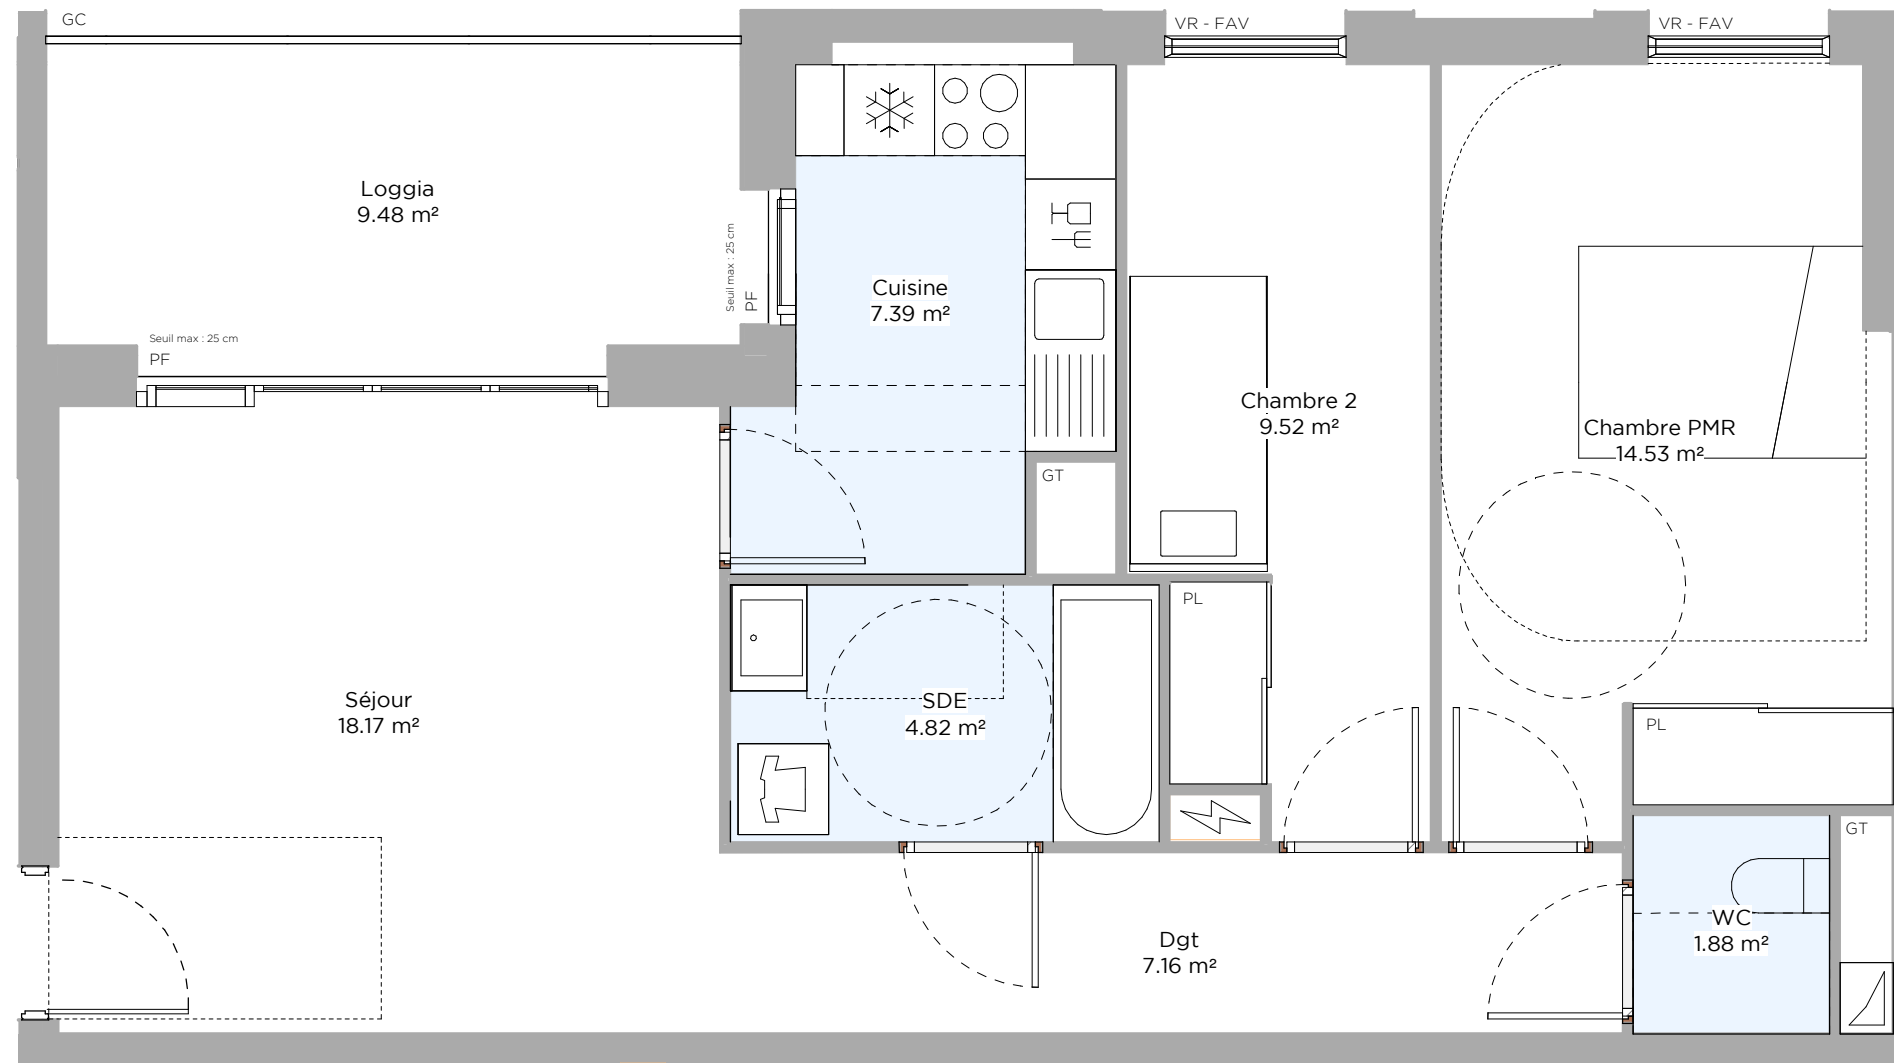 GC
VR - FAV
VR - FAV
Loggia
9.48 m²
Seuil max : 25 cm
PF
Seuil max : 25 cm
PF
Cuisine
7.39 m²
Chambre 2
9.52 m²
Chambre PMR
14.53 m²
GT
PL
Séjour
18.17 m²
SDE
4.82 m²
PL
GT
WC
1.88 m²
Dgt
7.16 m²